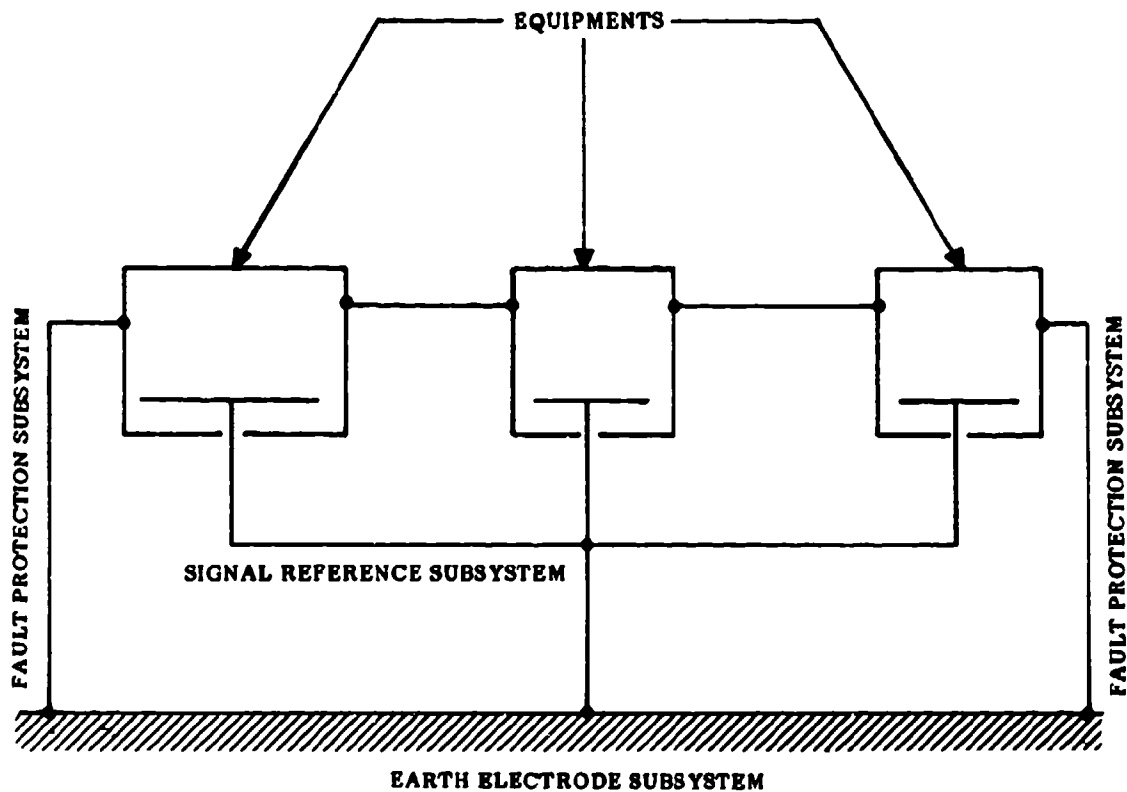 EQUIPMENTS
FAULT PROTECTION SUBSYSTEM
FAULT PROTECTION SUBSYSTEM
SIGNAL REFERENCE SUBSYSTEM
EARTH ELECTRODE SUBSYSTEM